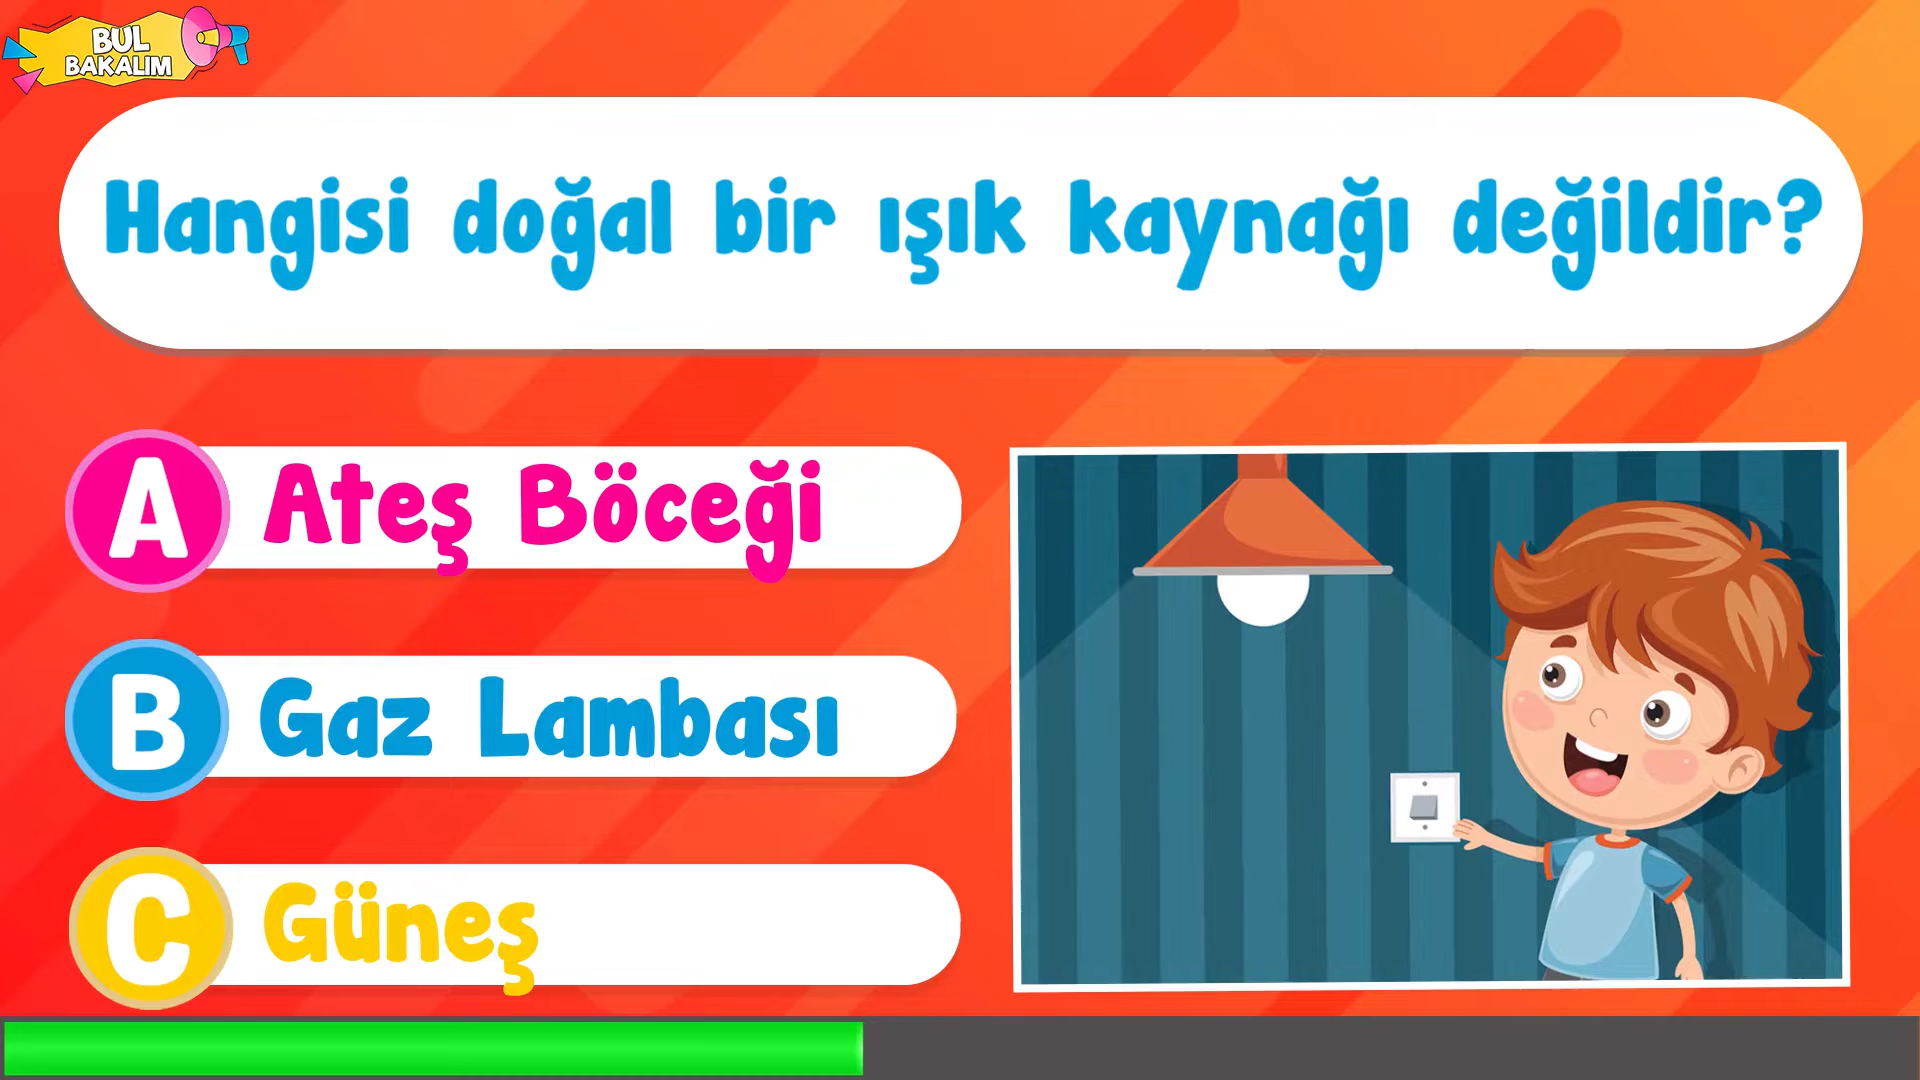 BUL
BAKALIM
Hangisi doğal bir ışık kaynağı değildir?
A Ateş Böceği
B Gaz Lambası
C Güneş